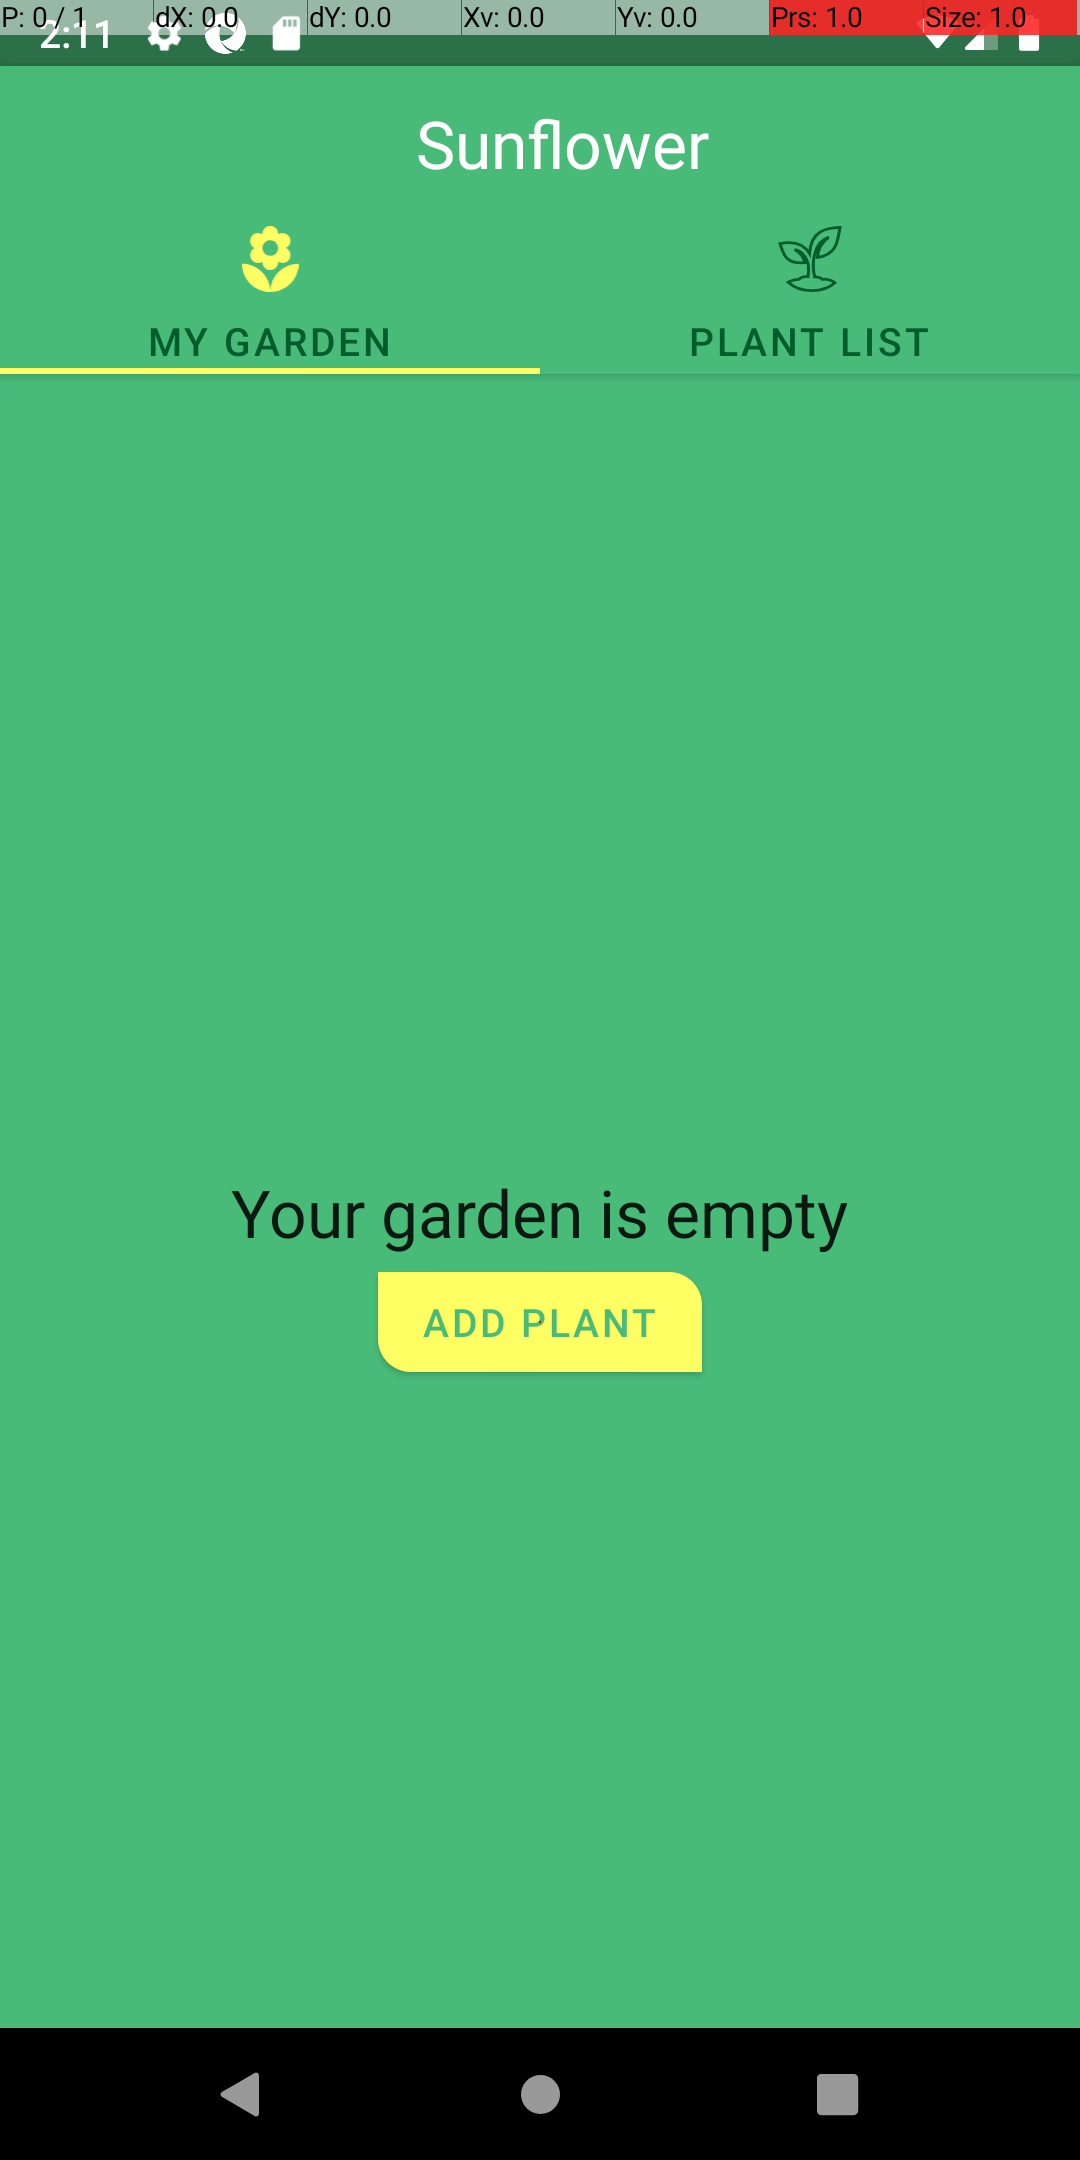 P: 0 / 1 dX: 0.0 dY: 0.0 Xv: 0.0 Yv: 0.0 Prs: 1.0 Size: 1.0
2:11
Sunflower
MY GARDEN PLANT LIST
Your garden is empty
ADD PLANT